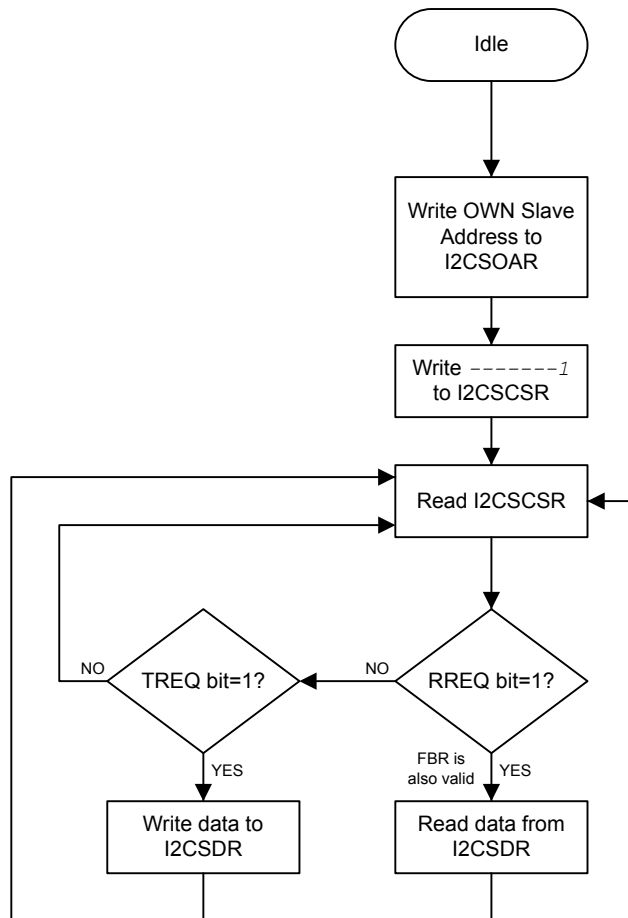 Idle
Write OWN Slave
Address to
I2CSOAR
Write -------1
to I2CSCSR
Read I2CSCSR
NO
TREQ bit=1?
NO
RREQ bit=1?
YES
FBR is
also valid
YES
Write data to
I2CSDR
Read data from
I2CSDR